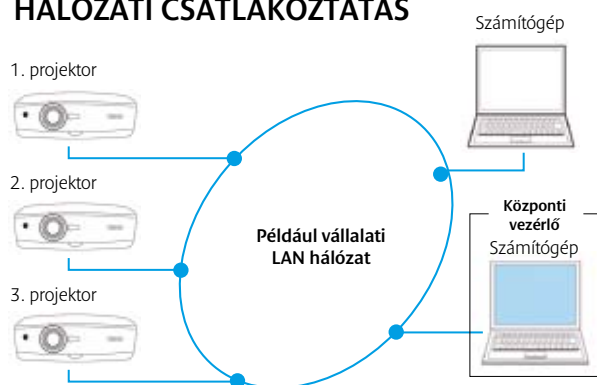 HÁLÓZATI CSATLAKOZTATÁS
Számítógép
1. projektor
2. projektor
Központi
vezérlő
Például vállalati
LAN hálózat
Számítógép
3. projektor